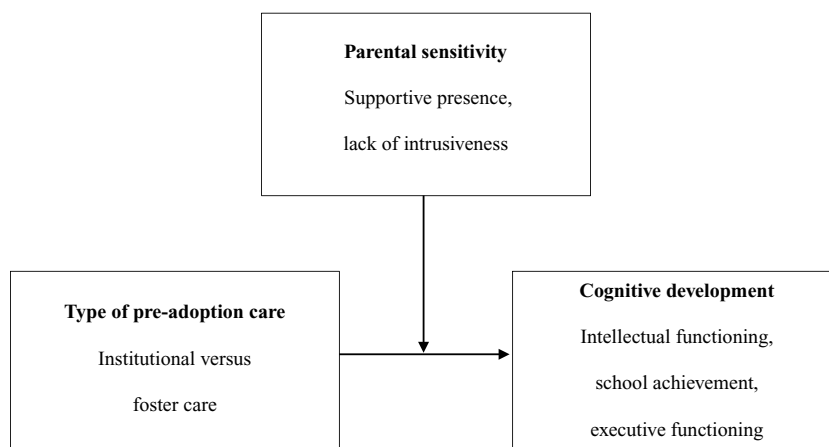 Parental sensitivity
Supportive presence,
lack of intrusiveness
Type of pre-adoption care
Institutional versus
foster care
Cognitive development
Intellectual functioning,
school achievement,
executive functioning